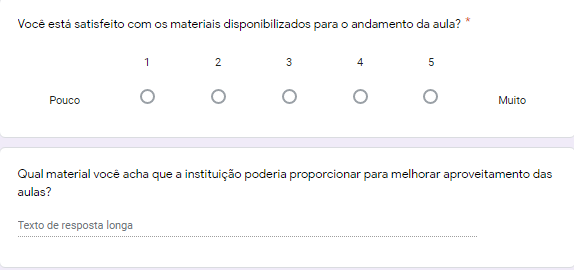 Você está satisfeito com os materiais disponibilizados para o andamento da aula? *
1 2 3 4 5
Pouco Muito
Qual material você acha que a instituição poderia proporcionar para melhorar aproveitamento das
aulas?
Texto de resposta longa